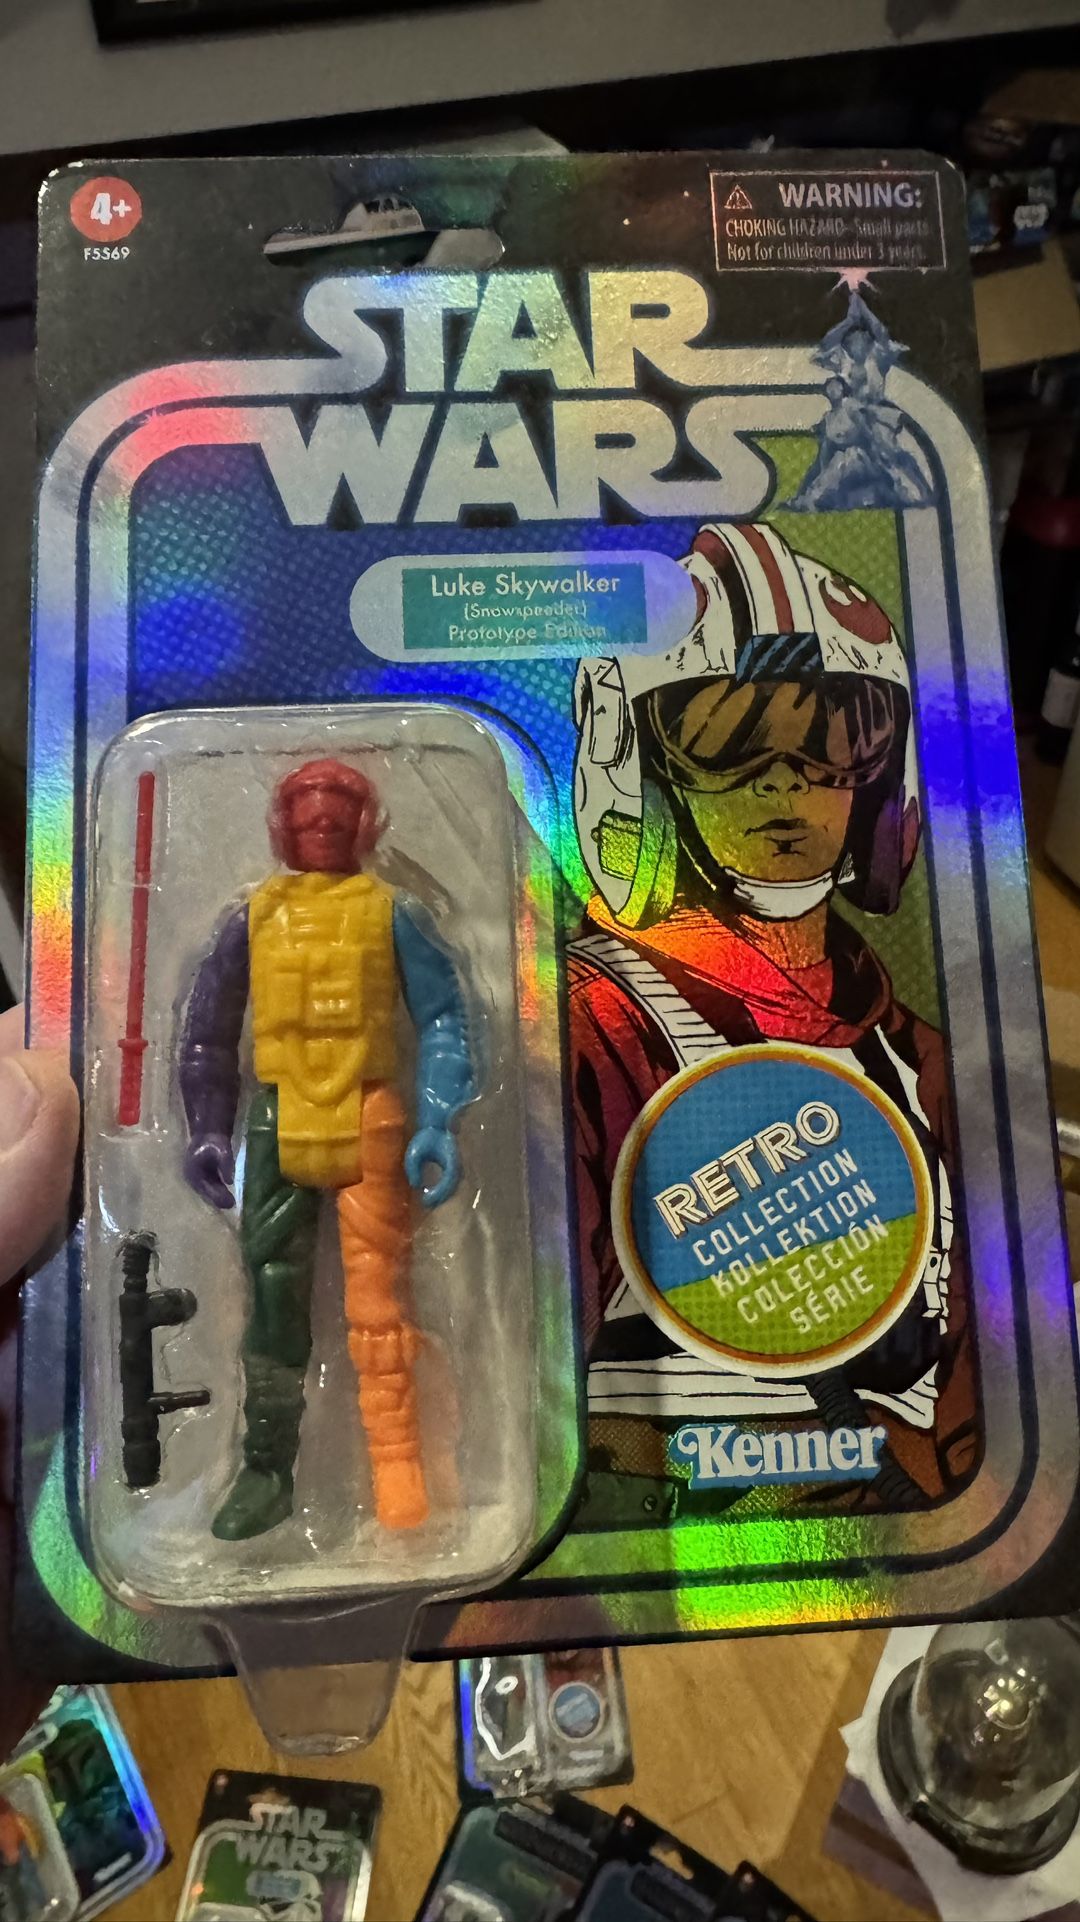 4+
F5569
WARNING:
CHOKING HAZARD–Small parts.
Not for children under 3 years.
STAR
WARS
Luke Skywalker
(Snowspeeder)
Prototype Edition
RETRO
COLLECTION
KOLLEKTION
COLECCIÓN
SÉRIE
Kenner
STAR
WARS